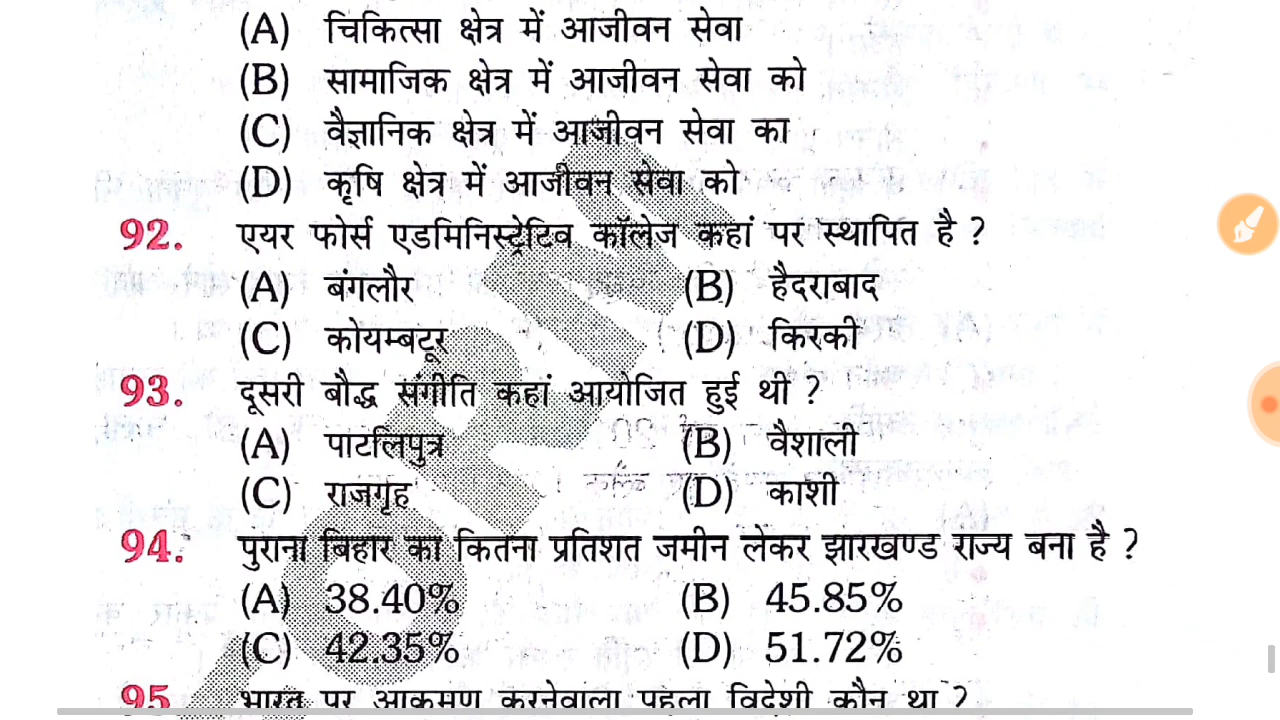 (A) चिकित्सा क्षेत्र में आजीवन सेवा
(B) सामाजिक क्षेत्र में आजीवन सेवा को
(C) वैज्ञानिक क्षेत्र में आजीवन सेवा का
(D) कृषि क्षेत्र में आजीवन सेवा को
92. एयर फोर्स एडमिनिस्ट्रेटिव कॉलेज कहां पर स्थापित है ?
(A) बंगलौर (B) हैदराबाद
(C) कोयम्बटूर (D) किरकी
93. दूसरी बौद्ध संगीति कहां आयोजित हुई थी ?
(A) पाटलिपुत्र (B) वैशाली
(C) राजगृह (D) काशी
94. पुराना बिहार का कितना प्रतिशत जमीन लेकर झारखण्ड राज्य बना है ?
(A) 38.40% (B) 45.85%
(C) 42.35% (D) 51.72%
95 भारत पर आक्रमण करनेवाला पहला विदेशी कौन था ?